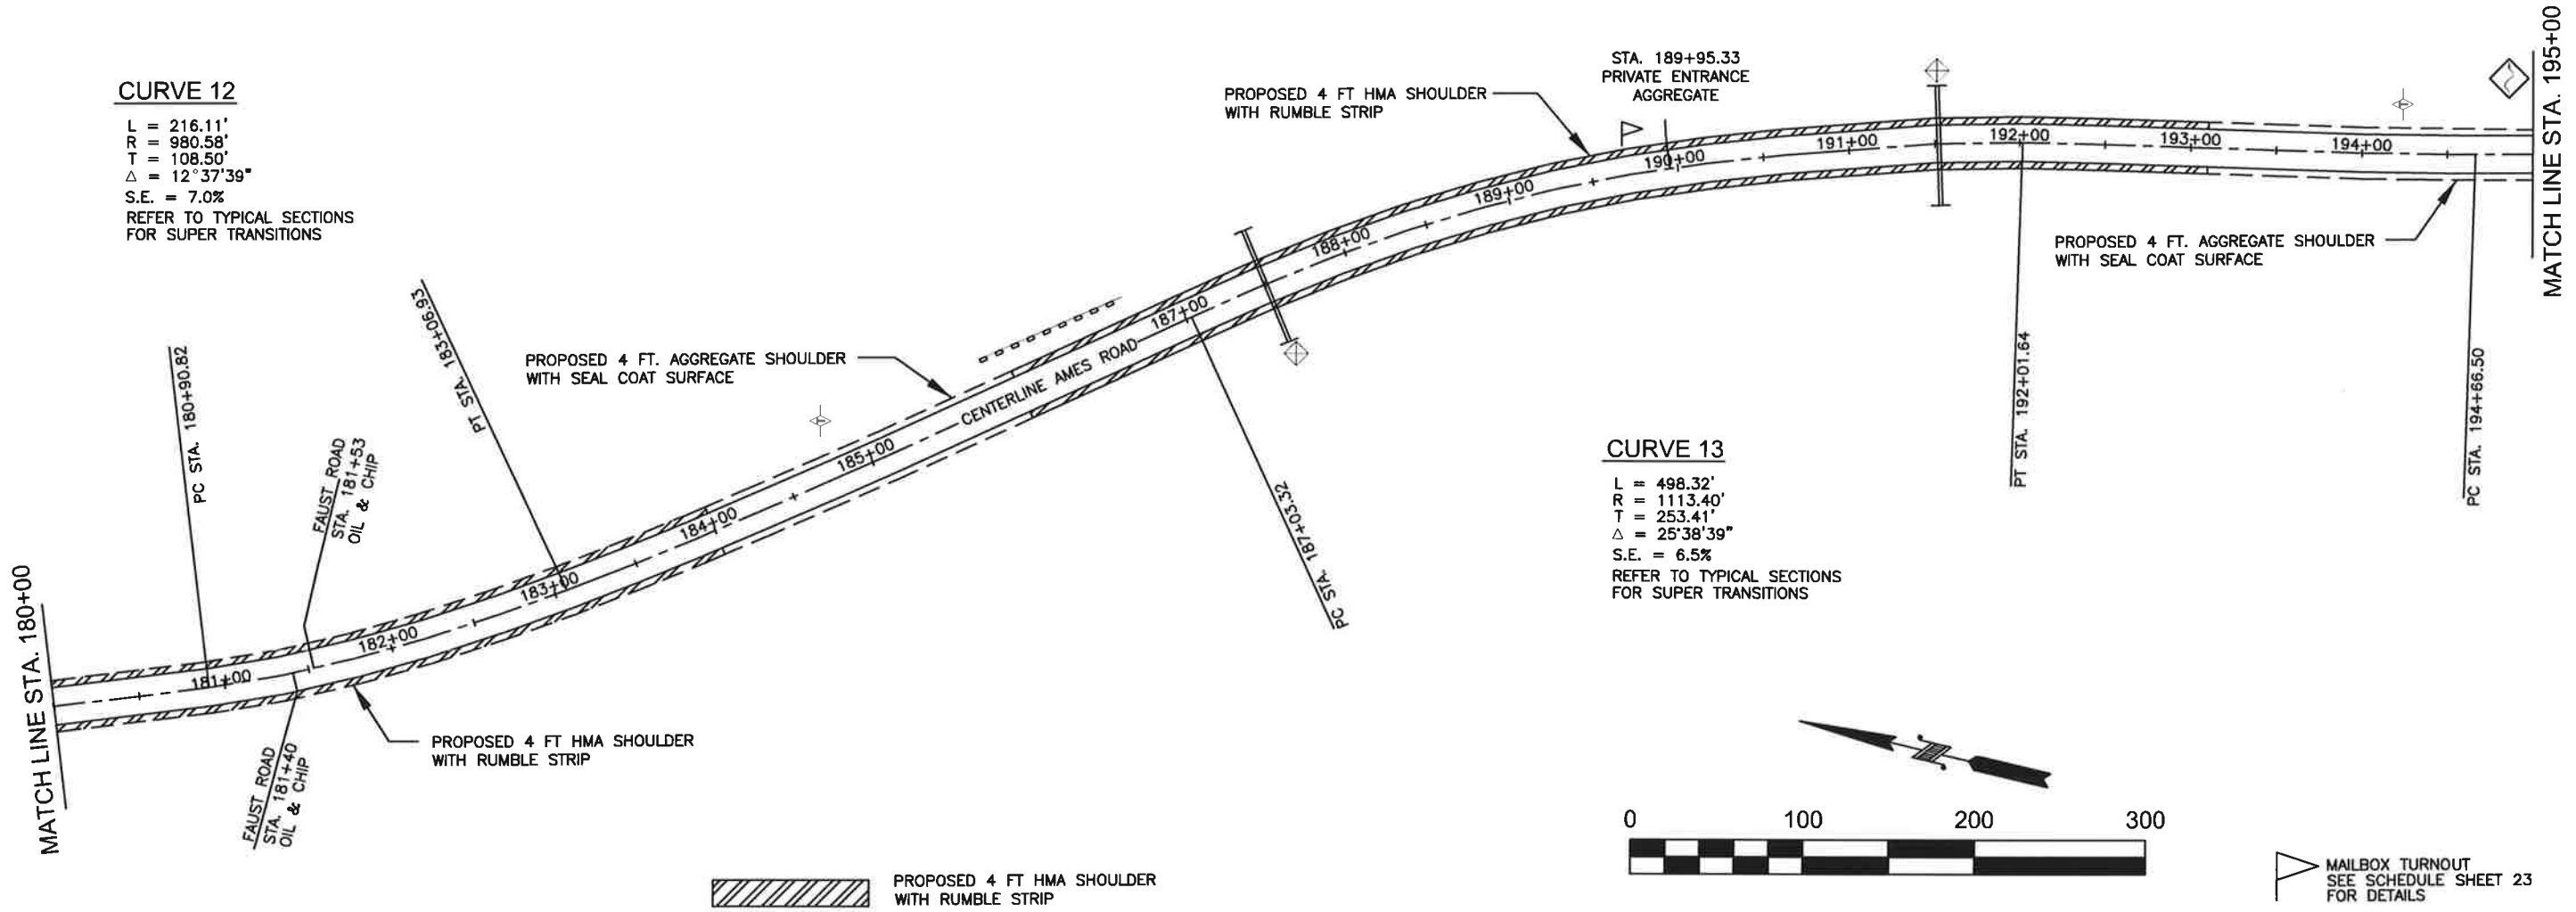 CURVE 12
L = 216.11'
R = 980.58'
T = 108.50'
△ = 12°37'39"
S.E. = 7.0%
REFER TO TYPICAL SECTIONS
FOR SUPER TRANSITIONS
MATCH LINE STA. 180+00
PC STA. 180+90.82
FAUST ROAD
STA. 181+53
OIL & CHIP
FAUST ROAD
STA. 181+40
OIL & CHIP
PT STA. 183+06.93
181+00
182+00
183+00
184+00
185+00
CENTERLINE AMES ROAD
187+00
188+00
189+00
190+00
191+00
192+00
193+00
194+00
PROPOSED 4 FT HMA SHOULDER
WITH RUMBLE STRIP
PROPOSED 4 FT. AGGREGATE SHOULDER
WITH SEAL COAT SURFACE
PC STA. 187+03.32
PROPOSED 4 FT HMA SHOULDER
WITH RUMBLE STRIP
STA. 189+95.33
PRIVATE ENTRANCE
AGGREGATE
CURVE 13
L = 498.32'
R = 1113.40'
T = 253.41'
△ = 25°38'39"
S.E. = 6.5%
REFER TO TYPICAL SECTIONS
FOR SUPER TRANSITIONS
PT STA. 192+01.64
PROPOSED 4 FT. AGGREGATE SHOULDER
WITH SEAL COAT SURFACE
PC STA. 194+66.50
MATCH LINE STA. 195+00
0 100 200 300
PROPOSED 4 FT HMA SHOULDER
WITH RUMBLE STRIP
MAILBOX TURNOUT
SEE SCHEDULE SHEET 23
FOR DETAILS